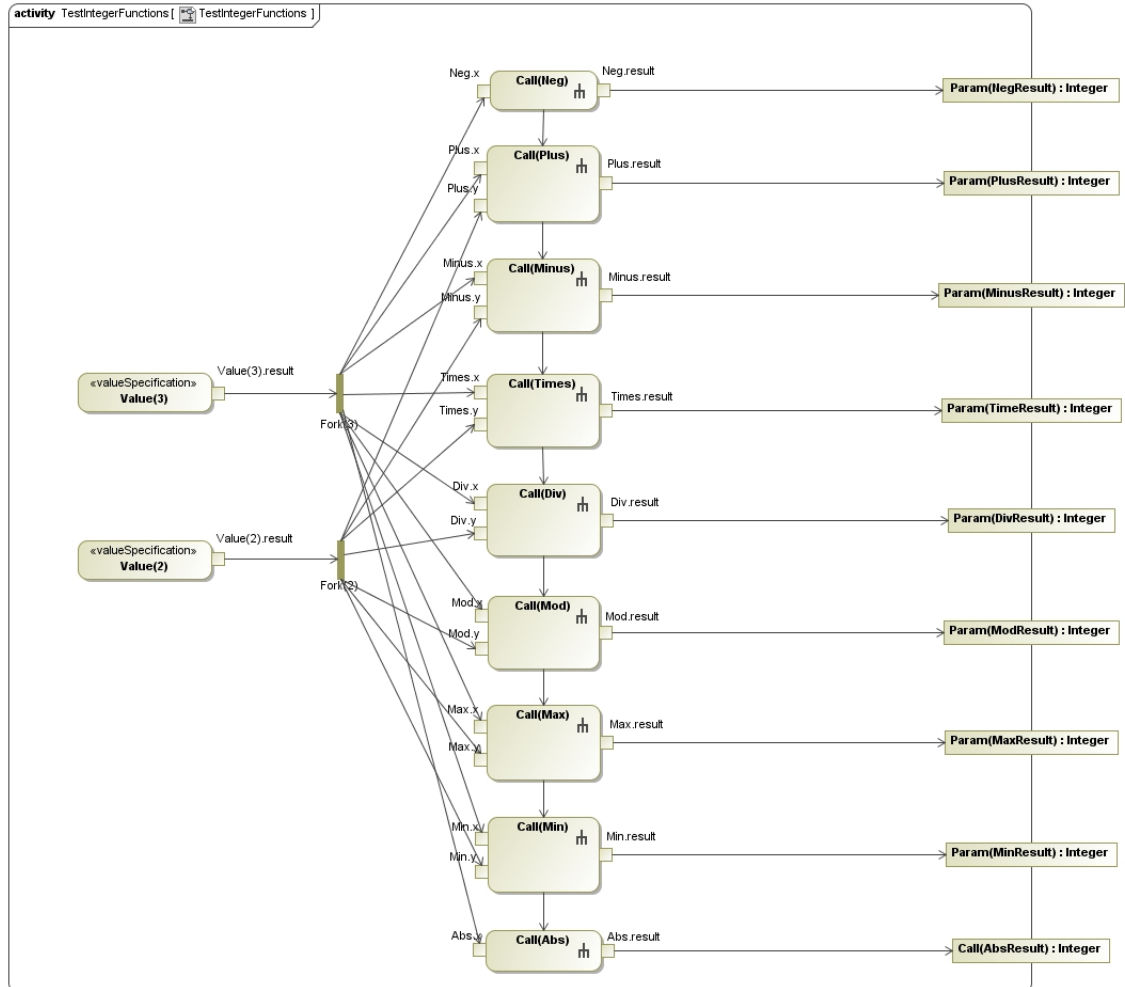 activity TestIntegerFunctions [ TestIntegerFunctions ]
Neg.x
Call(Neg)
Neg.result
Param(NegResult) : Integer
Plus.x
Call(Plus)
Plus.result
Param(PlusResult) : Integer
Plus.y
Minus.x
Call(Minus)
Minus.result
Param(MinusResult) : Integer
Minus.y
«valueSpecification»
Value(3)
Value(3).result
Fork(3)
Times.x
Call(Times)
Times.result
Param(TimeResult) : Integer
Times.y
Div.x
Call(Div)
Div.result
Param(DivResult) : Integer
Div.y
«valueSpecification»
Value(2)
Value(2).result
Fork(2)
Mod.x
Call(Mod)
Mod.result
Param(ModResult) : Integer
Mod.y
Max.x
Call(Max)
Max.result
Param(MaxResult) : Integer
Max.y
Min.x
Call(Min)
Min.result
Param(MinResult) : Integer
Min.y
Abs.x
Call(Abs)
Abs.result
Call(AbsResult) : Integer